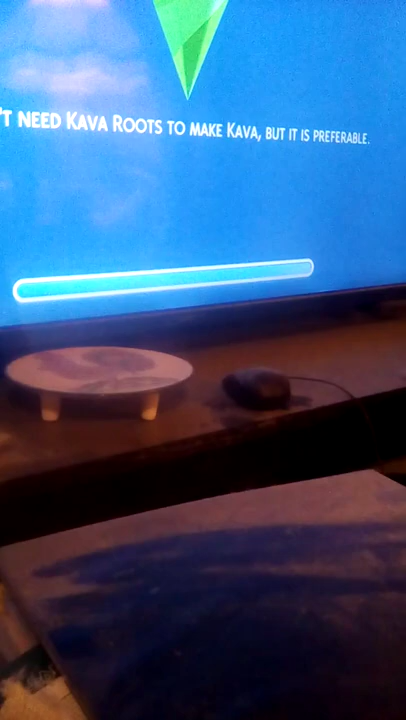 'T NEED KAVA ROOTS TO MAKE KAVA, BUT IT IS PREFERABLE.